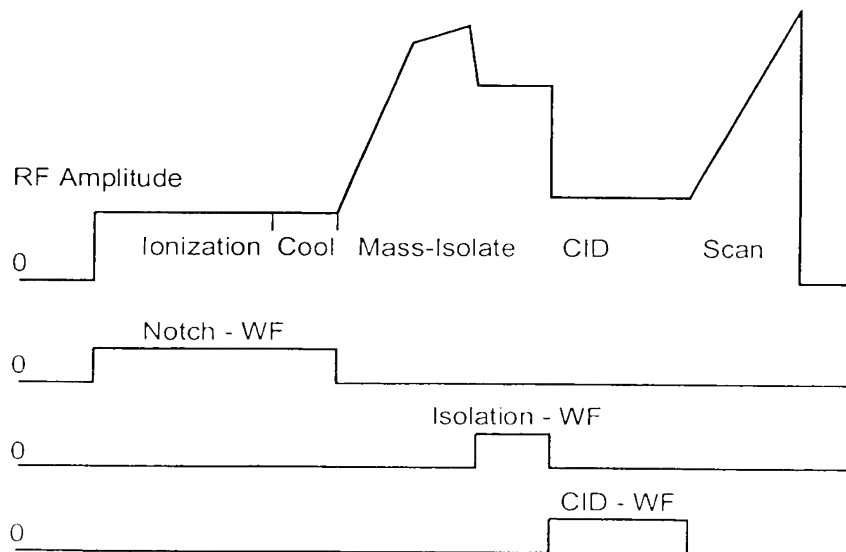 RF Amplitude
Ionization Cool Mass-Isolate CID Scan
0
Notch - WF
0
Isolation - WF
0
CID - WF
0